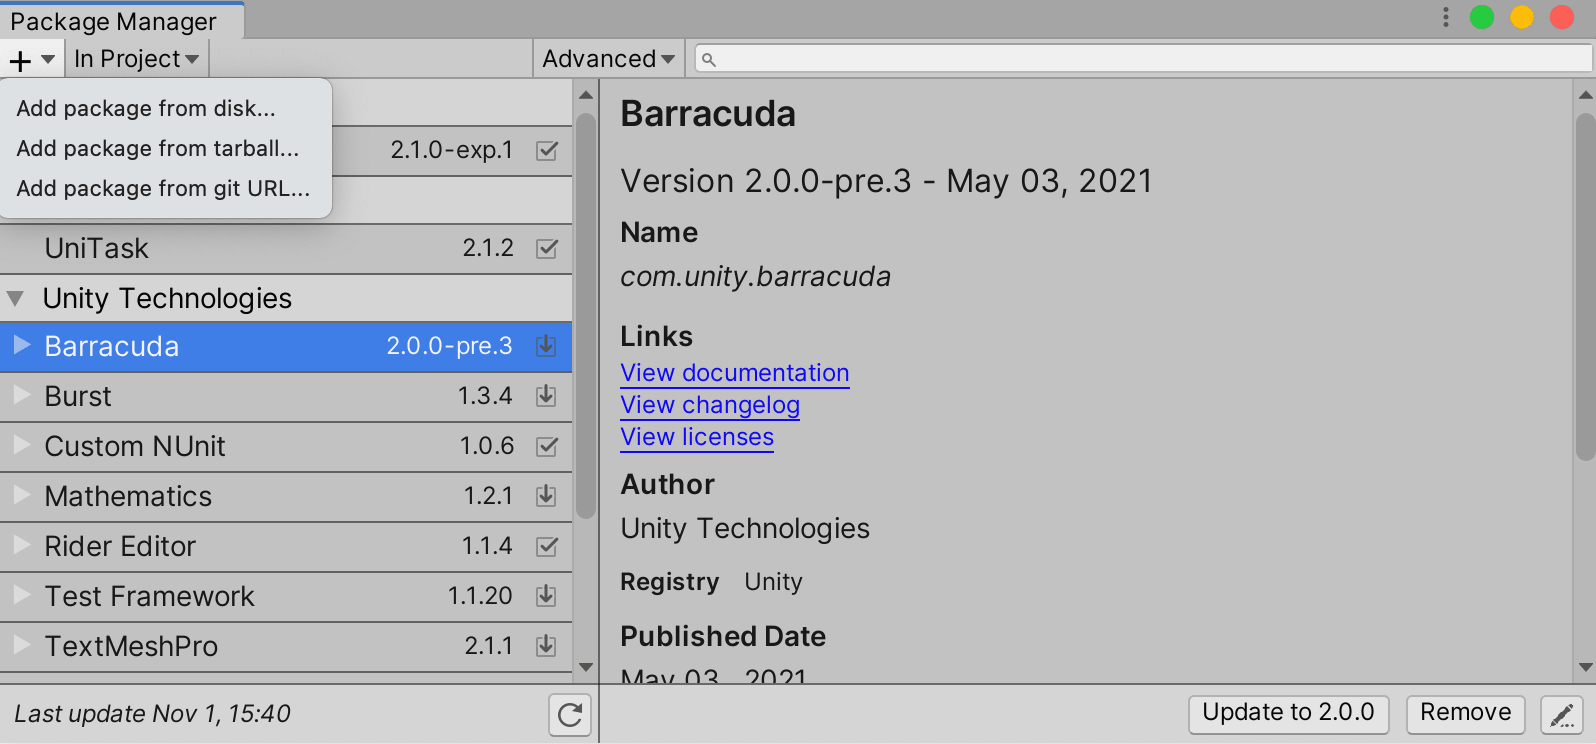 Package Manager
In Project
Advanced
Add package from disk...
Add package from tarball...
Add package from git URL...
2.1.0-exp.1
UniTask 2.1.2
Unity Technologies
Barracuda 2.0.0-pre.3
Burst 1.3.4
Custom NUnit 1.0.6
Mathematics 1.2.1
Rider Editor 1.1.4
Test Framework 1.1.20
TextMeshPro 2.1.1
Last update Nov 1, 15:40
Barracuda
Version 2.0.0-pre.3 - May 03, 2021
Name
com.unity.barracuda
Links
View documentation
View changelog
View licenses
Author
Unity Technologies
Registry Unity
Published Date
May 03, 2021
Update to 2.0.0
Remove